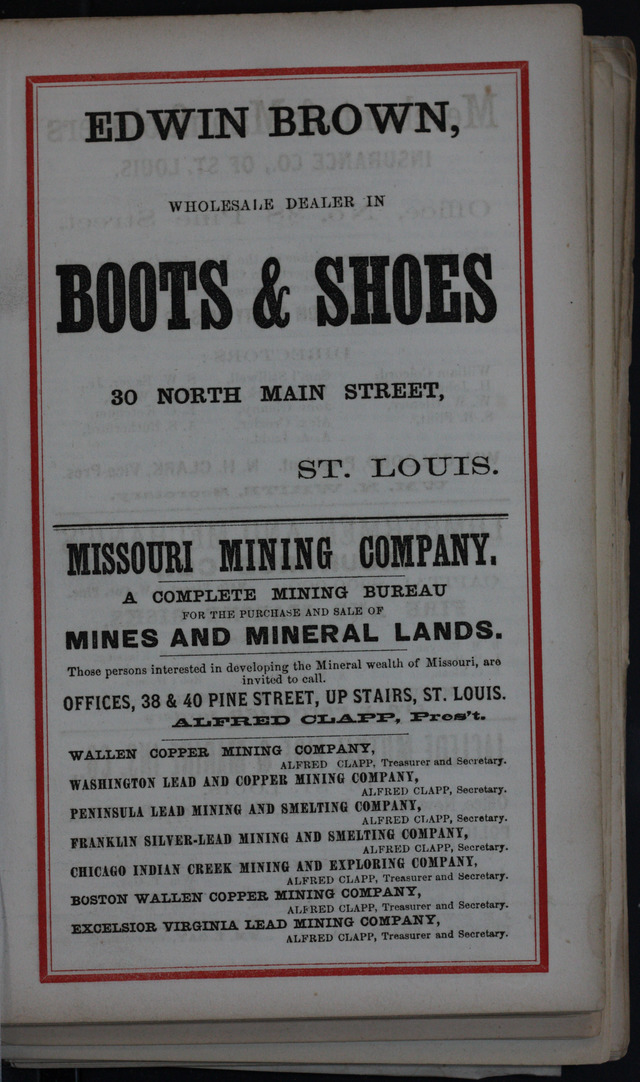 EDWIN BROWN,
WHOLESALE DEALER IN
BOOTS & SHOES
30 NORTH MAIN STREET,
ST. LOUIS.
MISSOURI MINING COMPANY.
A COMPLETE MINING BUREAU
FOR THE PURCHASE AND SALE OF
MINES AND MINERAL LANDS.
Those persons interested in developing the Mineral wealth of Missouri, are
invited to call.
OFFICES, 38 & 40 PINE STREET, UP STAIRS, ST. LOUIS.
ALFRED CLAPP, Pres't.
WALLEN COPPER MINING COMPANY,
ALFRED CLAPP, Treasurer and Secretary.
WASHINGTON LEAD AND COPPER MINING COMPANY,
ALFRED CLAPP, Secretary.
PENINSULA LEAD MINING AND SMELTING COMPANY,
ALFRED CLAPP, Secretary.
FRANKLIN SILVER-LEAD MINING AND SMELTING COMPANY,
ALFRED CLAPP, Secretary.
CHICAGO INDIAN CREEK MINING AND EXPLORING COMPANY,
ALFRED CLAPP, Treasurer and Secretary.
BOSTON WALLEN COPPER MINING COMPANY,
ALFRED CLAPP, Treasurer and Secretary.
EXCELSIOR VIRGINIA LEAD MINING COMPANY,
ALFRED CLAPP, Treasurer and Secretary.